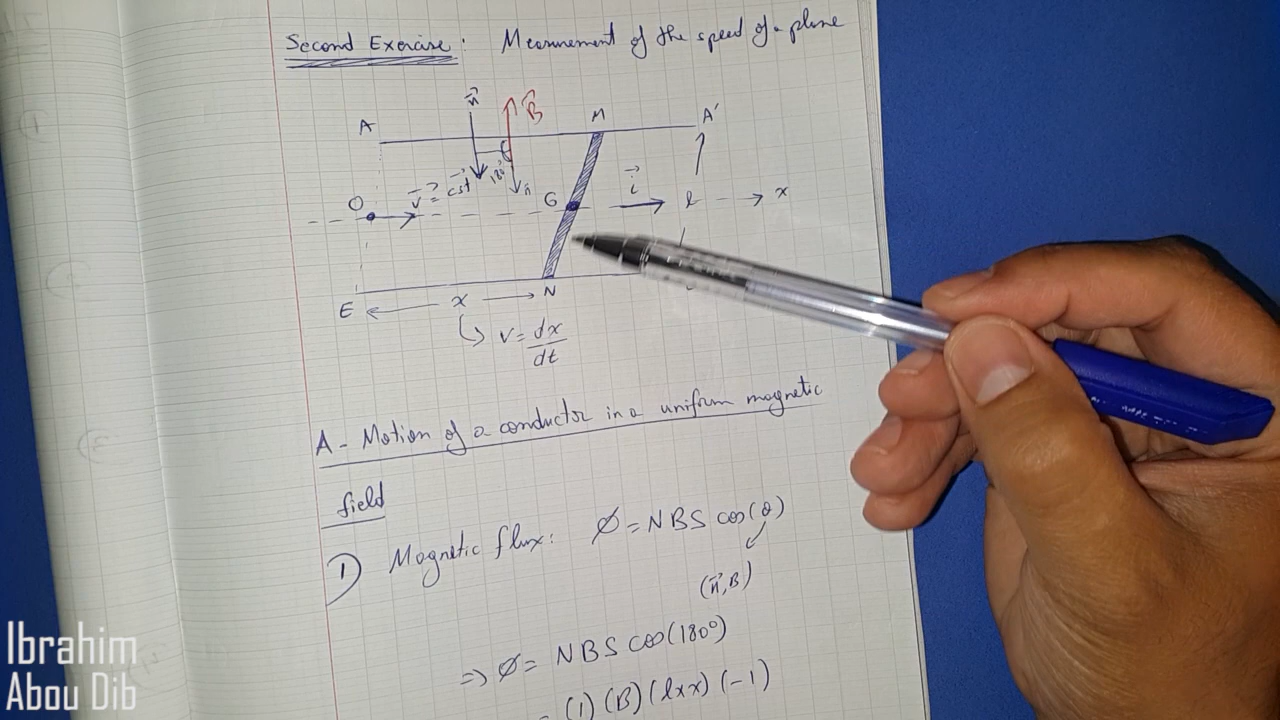 Second Exercise: Measurement of the speed of a plane
n⃗ B⃗
A M A'
180° n⃗
O v⃗ = cst⃗ G i⃗ l x
E x N
v = dx/dt
A - Motion of a conductor in a uniform magnetic
field
1) Magnetic flux: Ø = NBS cos(θ)
(n⃗, B)
=> Ø = NBS cos(180°)
= (1) (B) (l x x) (-1)
Ibrahim
Abou Dib